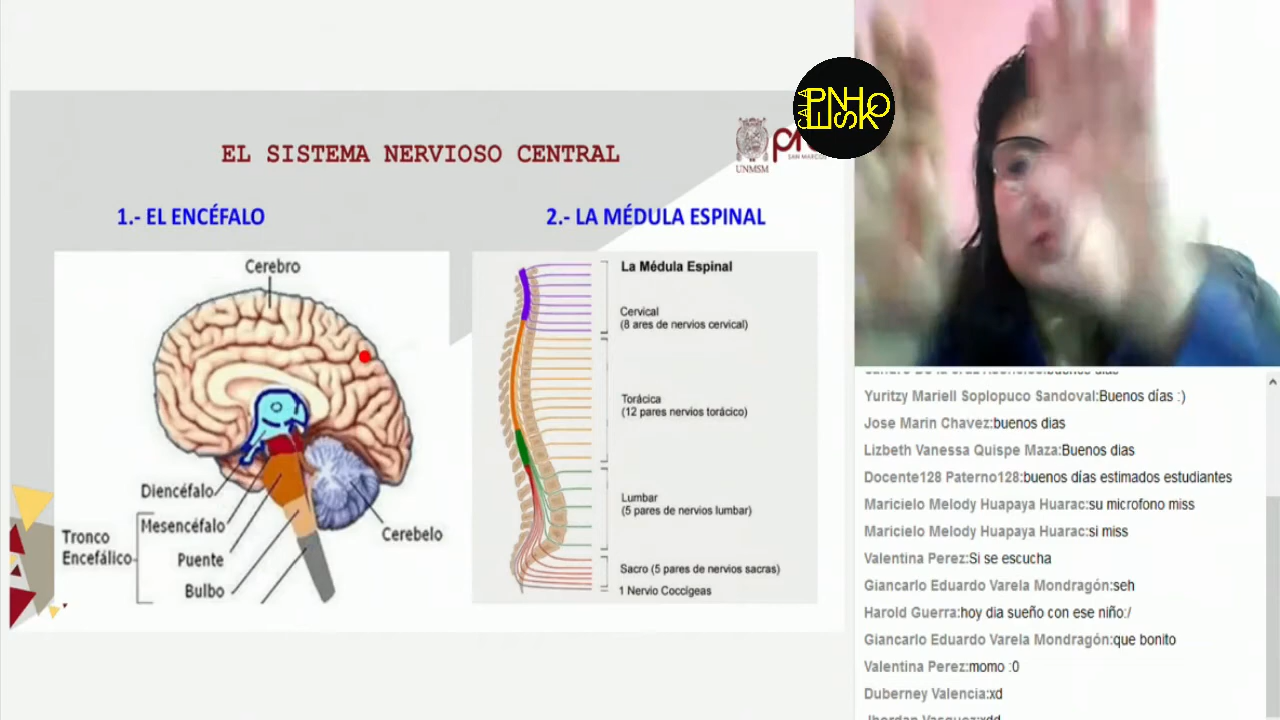 EL SISTEMA NERVIOSO CENTRAL
UNMSM
SAN MARCOS
CALA
PENHOSK
1.- EL ENCÉFALO
2.- LA MÉDULA ESPINAL
Cerebro
Diencéfalo
Mesencéfalo
Tronco
Encefálico
Puente
Bulbo
Cerebelo
La Médula Espinal
Cervical
(8 ares de nervios cervical)
Torácica
(12 pares nervios torácico)
Lumbar
(5 pares de nervios lumbar)
Sacro (5 pares de nervios sacras)
1 Nervio Coccígeas
Yuritzy Mariell Soplopuco Sandoval:Buenos días :)
Jose Marin Chavez:buenos dias
Lizbeth Vanessa Quispe Maza:Buenos dias
Docente128 Paterno128:buenos días estimados estudiantes
Maricielo Melody Huapaya Huarac:su microfono miss
Maricielo Melody Huapaya Huarac:si miss
Valentina Perez:Si se escucha
Giancarlo Eduardo Varela Mondragón:seh
Harold Guerra:hoy dia sueño con ese niño:/
Giancarlo Eduardo Varela Mondragón:que bonito
Valentina Perez:momo :0
Duberney Valencia:xd